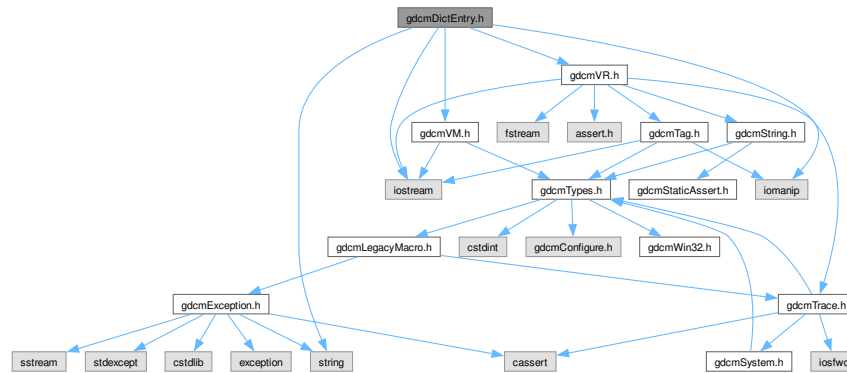 gdcmDictEntry.h
gdcmVR.h
gdcmVM.h
fstream
assert.h
gdcmTag.h
gdcmString.h
iostream
gdcmTypes.h
gdcmStaticAssert.h
iomanip
gdcmLegacyMacro.h
cstdint
gdcmConfigure.h
gdcmWin32.h
gdcmException.h
gdcmTrace.h
sstream
stdexcept
cstdlib
exception
string
cassert
gdcmSystem.h